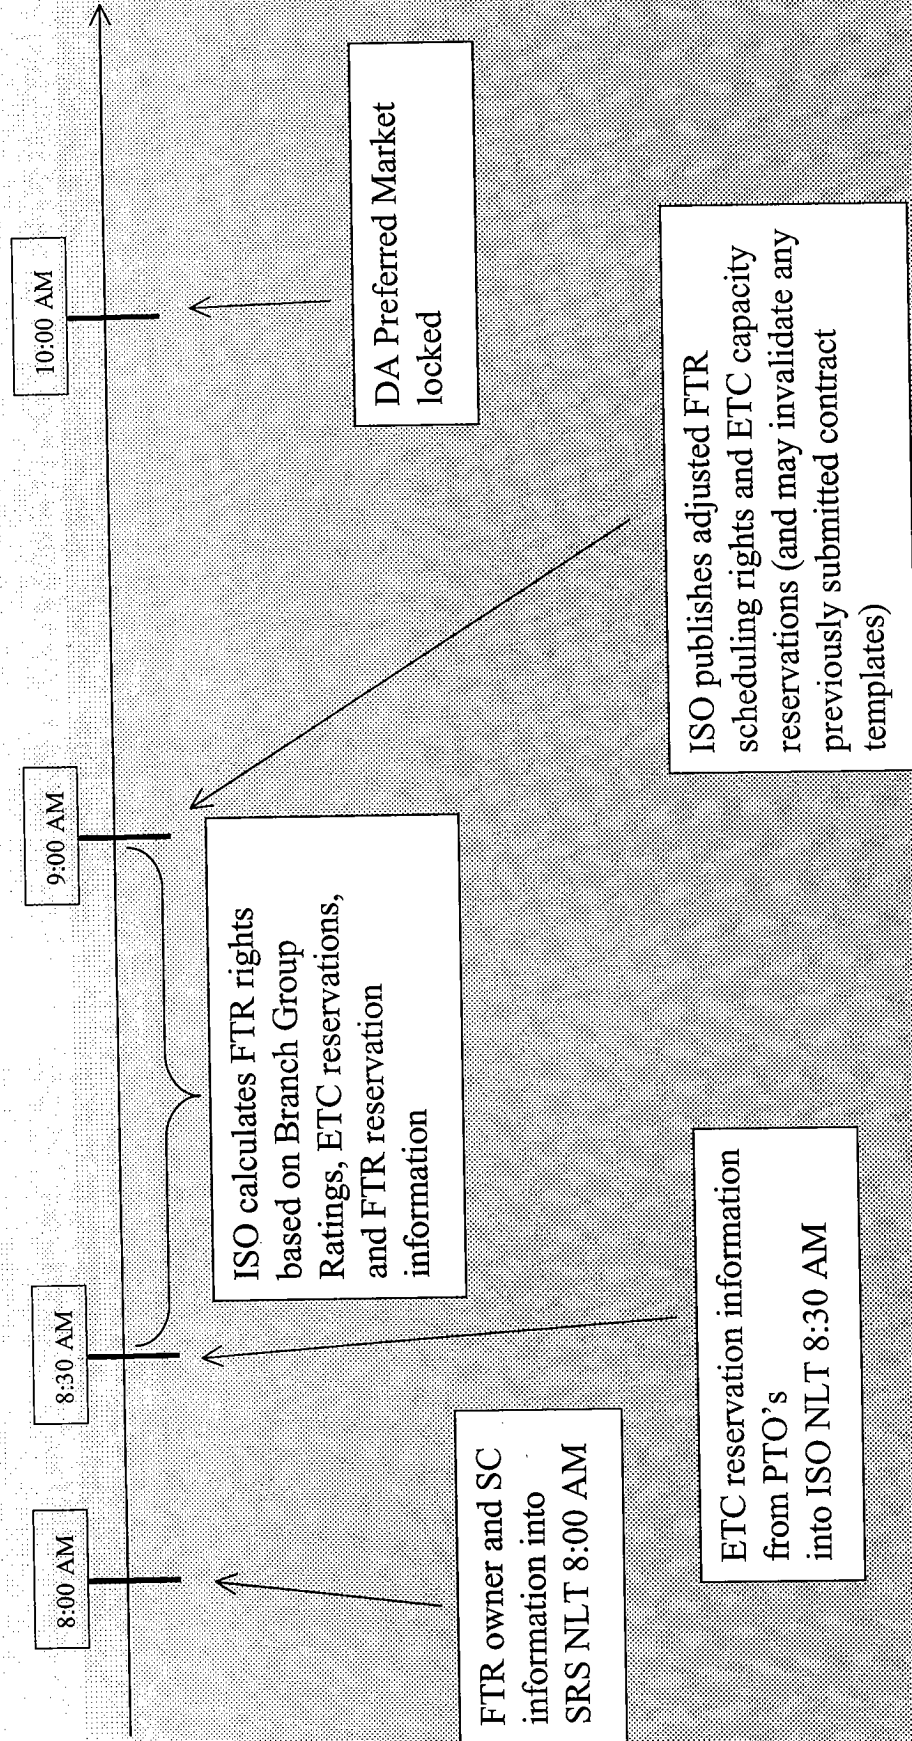 8:00 AM
8:30 AM
9:00 AM
10:00 AM
FTR owner and SC
information into
SRS NLT 8:00 AM
ETC reservation information
from PTO's
into ISO NLT 8:30 AM
ISO calculates FTR rights
based on Branch Group
Ratings, ETC reservations,
and FTR reservation
information
ISO publishes adjusted FTR
scheduling rights and ETC capacity
reservations (and may invalidate any
previously submitted contract
templates)
DA Preferred Market
locked